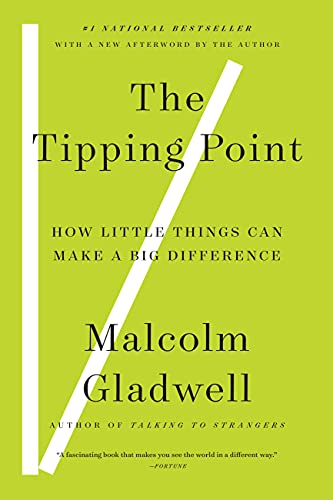 #1 NATIONAL BESTSELLER
WITH A NEW AFTERWORD BY THE AUTHOR
The
Tipping Point
HOW LITTLE THINGS CAN
MAKE A BIG DIFFERENCE
Malcolm
Gladwell
AUTHOR OF TALKING TO STRANGERS
"A fascinating book that makes you see the world in a different way."
—FORTUNE